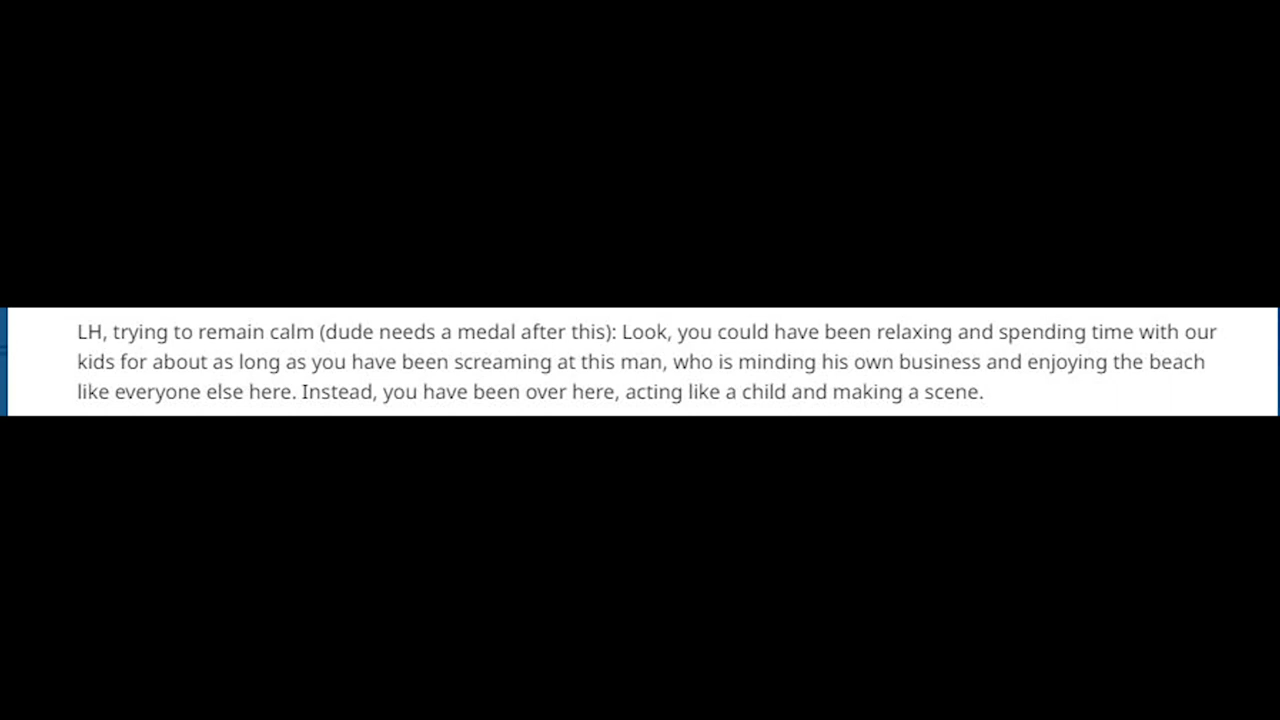 LH, trying to remain calm (dude needs a medal after this): Look, you could have been relaxing and spending time with our
kids for about as long as you have been screaming at this man, who is minding his own business and enjoying the beach
like everyone else here. Instead, you have been over here, acting like a child and making a scene.